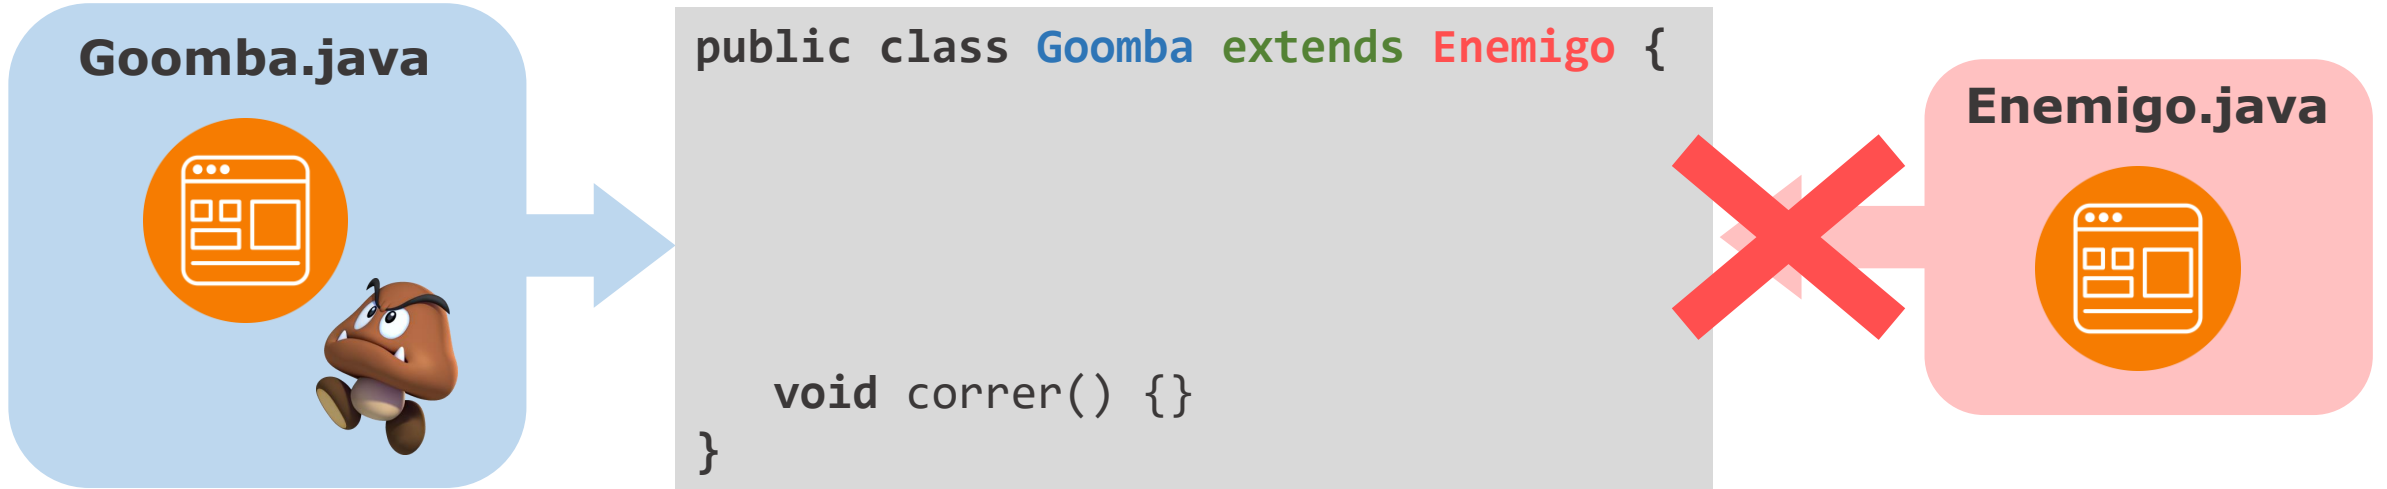 Goomba.java
public class Goomba extends Enemigo {
void correr() {}
}
Enemigo.java